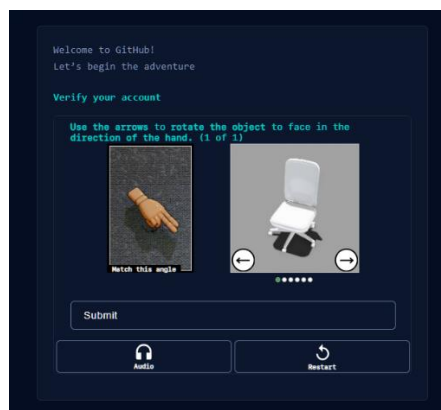 Welcome to GitHub!
Let's begin the adventure
Verify your account
Use the arrows to rotate the object to face in the
direction of the hand. (1 of 1)
Match this angle
Submit
Audio
Restart